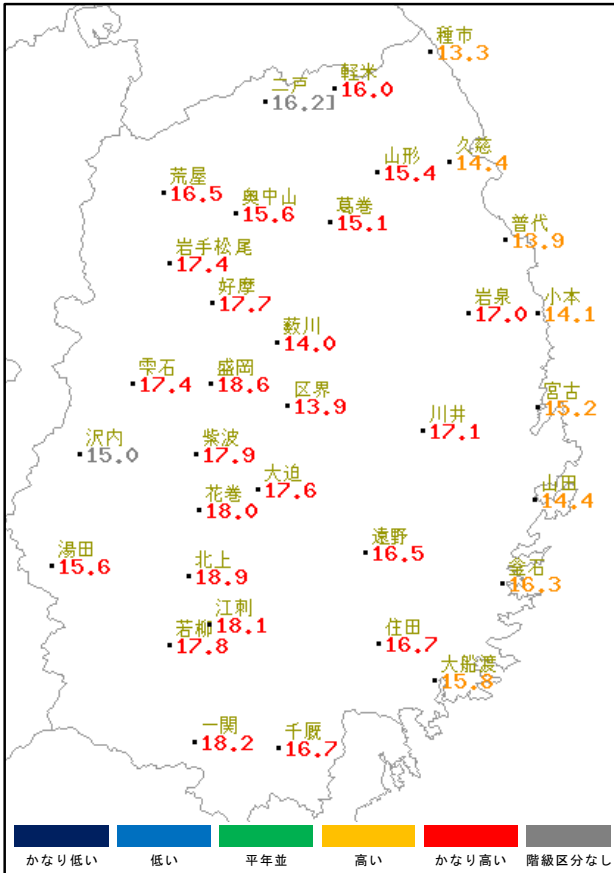 種市
13.3
軽米
16.0
二戸
16.2]
久慈
14.4
山形
15.4
荒屋
16.5
奥中山
15.6
葛巻
15.1
普代
13.9
岩手松尾
17.4
好摩
17.7
岩泉
17.0
小本
14.1
薮川
14.0
雫石
17.4
盛岡
18.6
区界
13.9
宮古
15.2
川井
17.1
沢内
15.0
紫波
17.9
大迫
17.6
花巻
18.0
山田
14.4
湯田
15.6
北上
18.9
遠野
16.5
釜石
16.3
江刺
18.1
若柳
17.8
住田
16.7
大船渡
15.8
一関
18.2
千厩
16.7
かなり低い 低い 平年並 高い かなり高い 階級区分なし